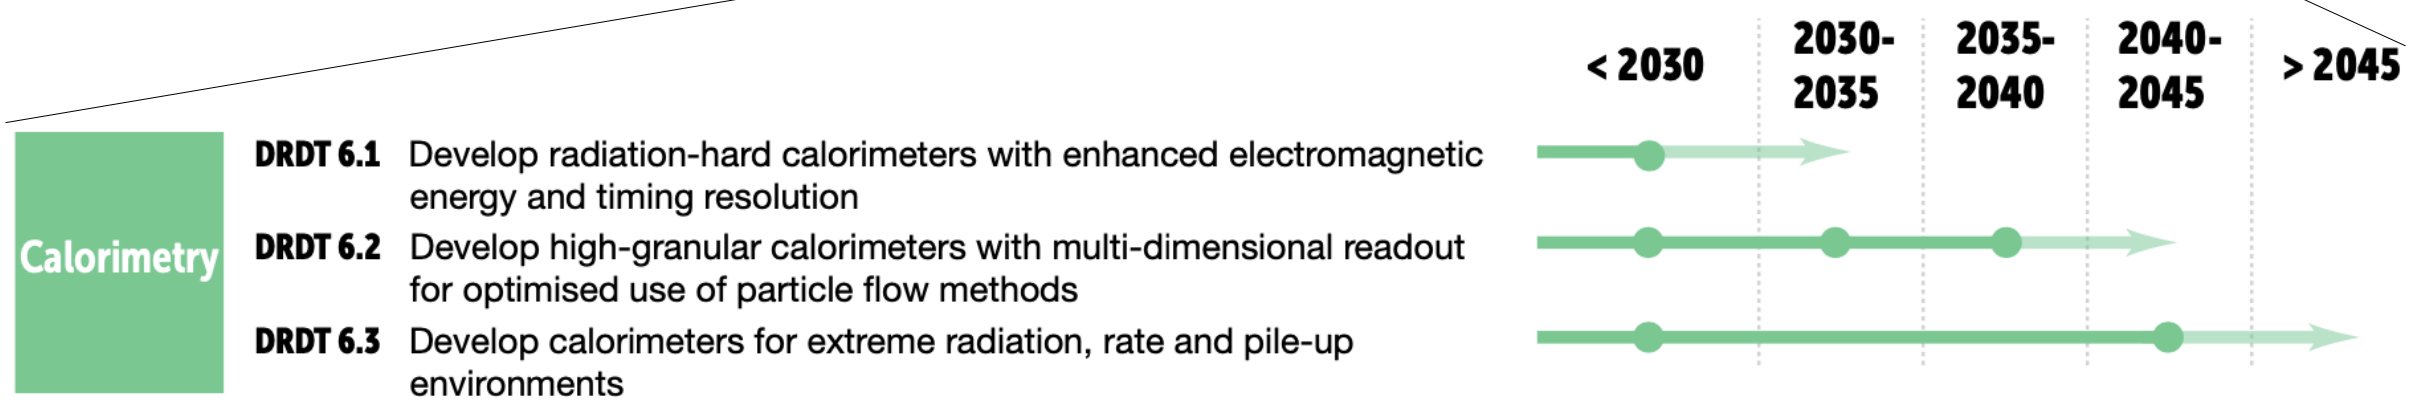 < 2030
2030-
2035
2035-
2040
2040-
2045
> 2045
Calorimetry
DRDT 6.1 Develop radiation-hard calorimeters with enhanced electromagnetic
energy and timing resolution
DRDT 6.2 Develop high-granular calorimeters with multi-dimensional readout
for optimised use of particle flow methods
DRDT 6.3 Develop calorimeters for extreme radiation, rate and pile-up
environments